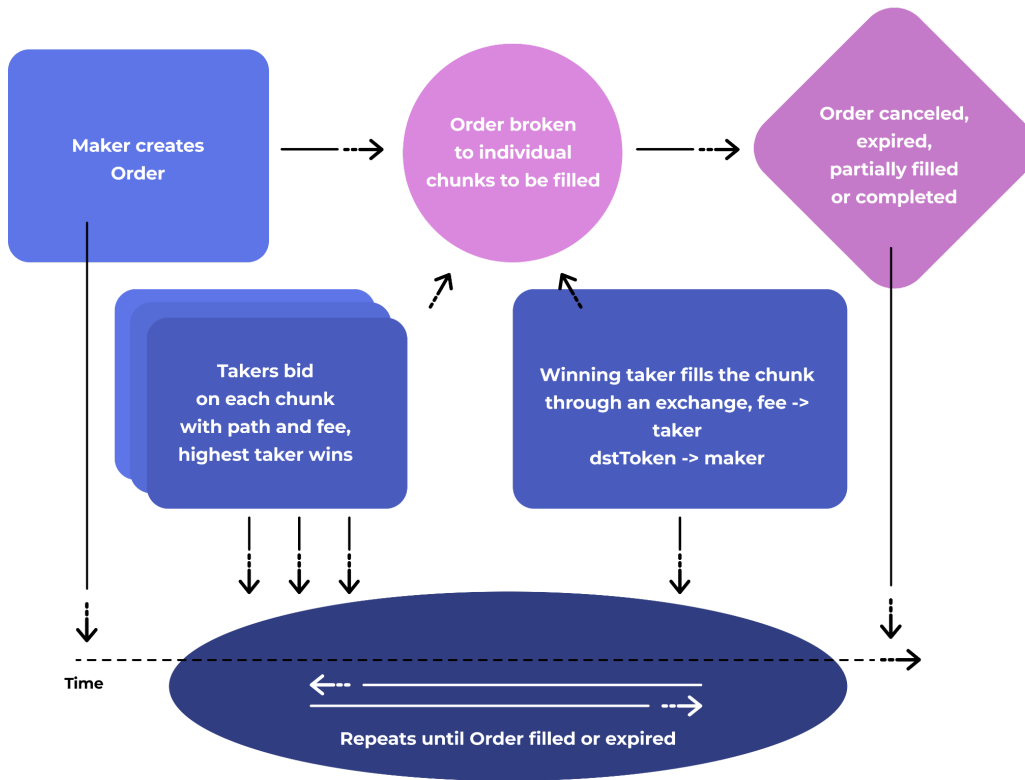 Maker creates
Order
Order broken
to individual
chunks to be filled
Order canceled,
expired,
partially filled
or completed
Takers bid
on each chunk
with path and fee,
highest taker wins
Winning taker fills the chunk
through an exchange, fee ->
taker
dstToken -> maker
Time
Repeats until Order filled or expired